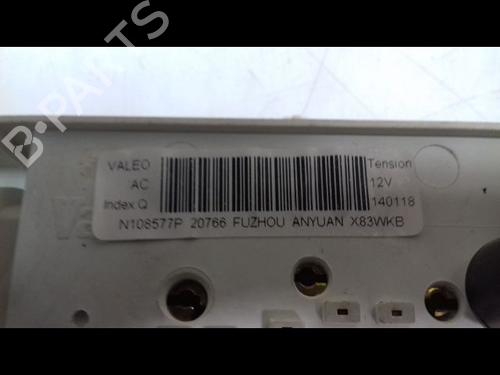 B-PARTS
VALEO Tension
AC 12V
Index.Q 140118
N108577P 20766 FUZHOU ANYUAN X83WKB